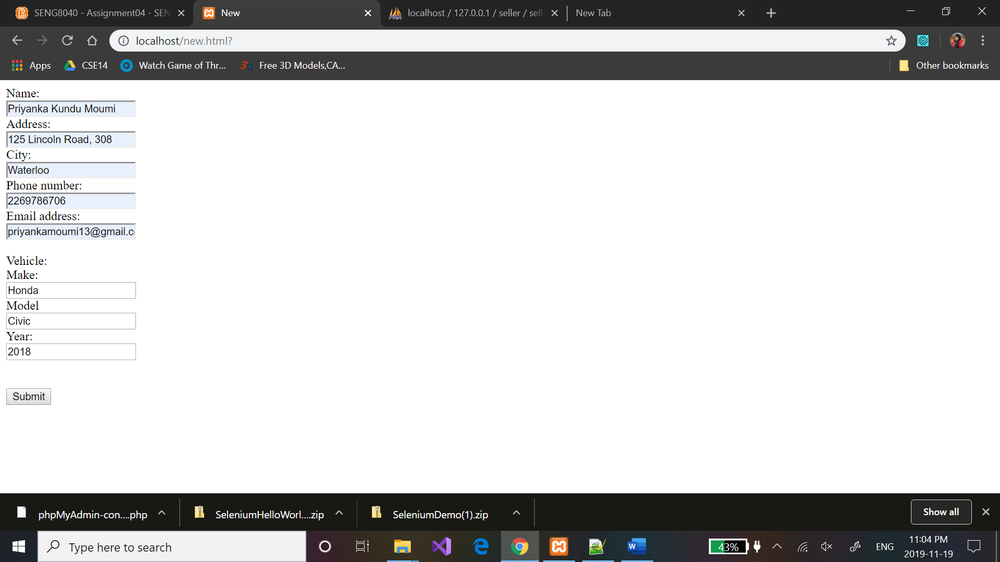 SENG8040 - Assignment04 - SEN
New
localhost / 127.0.0.1 / seller / sell
New Tab
localhost/new.html?
Apps
CSE14
Watch Game of Thr...
Free 3D Models,CA...
Other bookmarks
Name:
Priyanka Kundu Moumi
Address:
125 Lincoln Road, 308
City:
Waterloo
Phone number:
2269786706
Email address:
priyankamoumi13@gmail.c
Vehicle:
Make:
Honda
Model
Civic
Year:
2018
Submit
phpMyAdmin-con....php
SeleniumHelloWorl....zip
SeleniumDemo(1).zip
Show all
Type here to search
43%
ENG
11:04 PM
2019-11-19